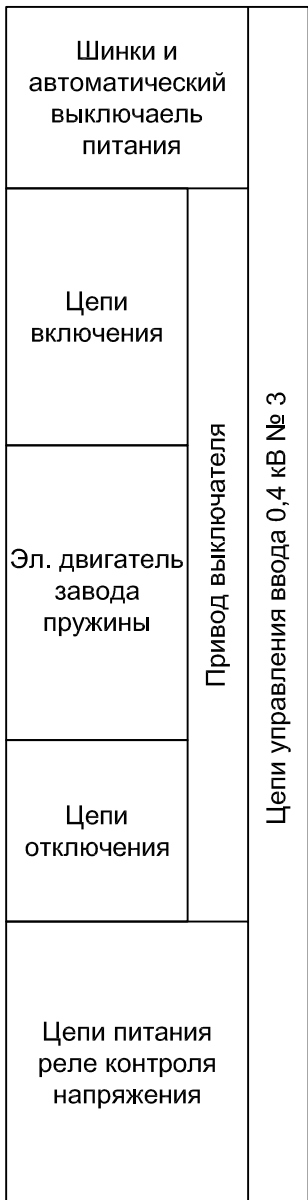 Шинки и
автоматический
выключаель
питания
Цепи
включения
Эл. двигатель
завода
пружины
Цепи
отключения
Привод выключателя
Цепи питания
реле контроля
напряжения
Цепи управления ввода 0,4 кВ № 3